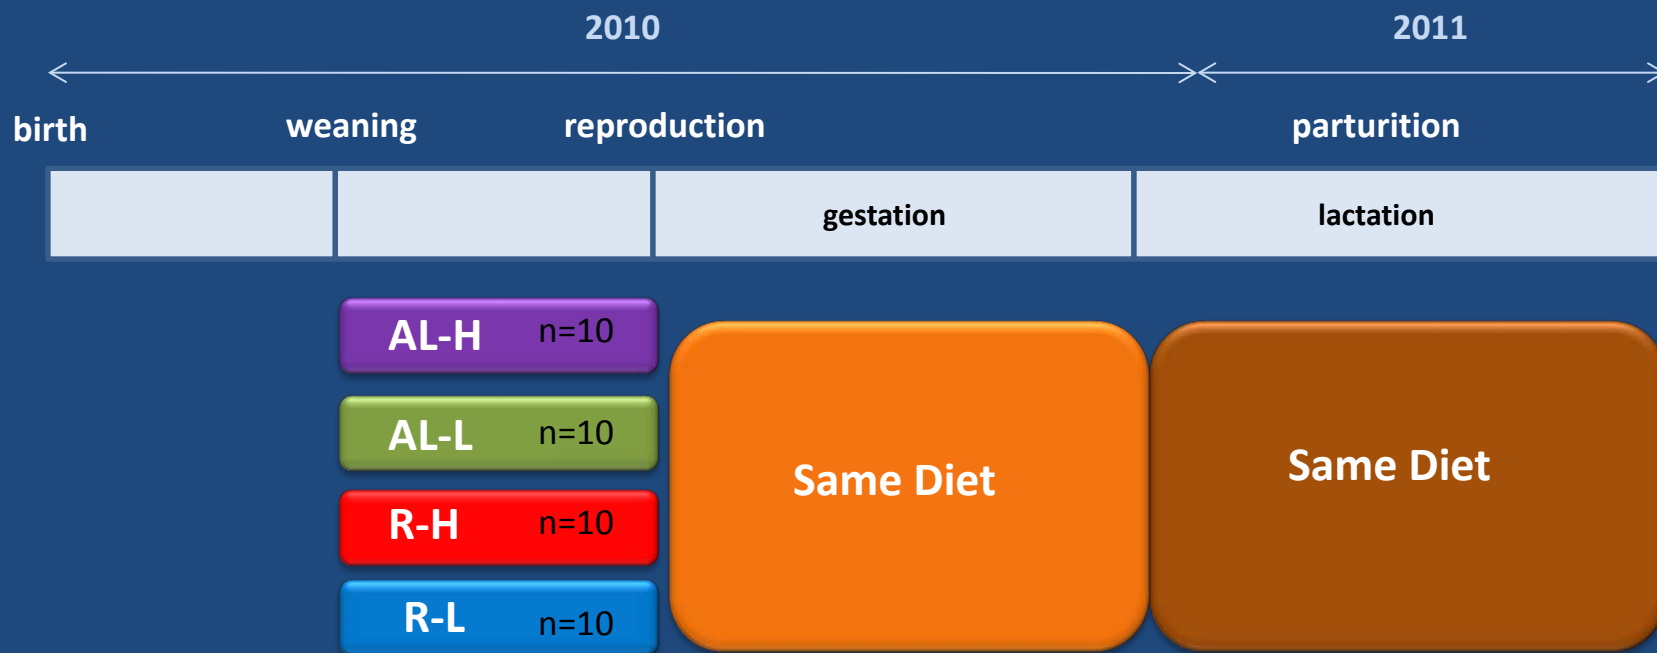 2010 2011
birth weaning reproduction parturition
gestation lactation
AL-H n=10
AL-L n=10
R-H n=10
R-L n=10
Same Diet
Same Diet